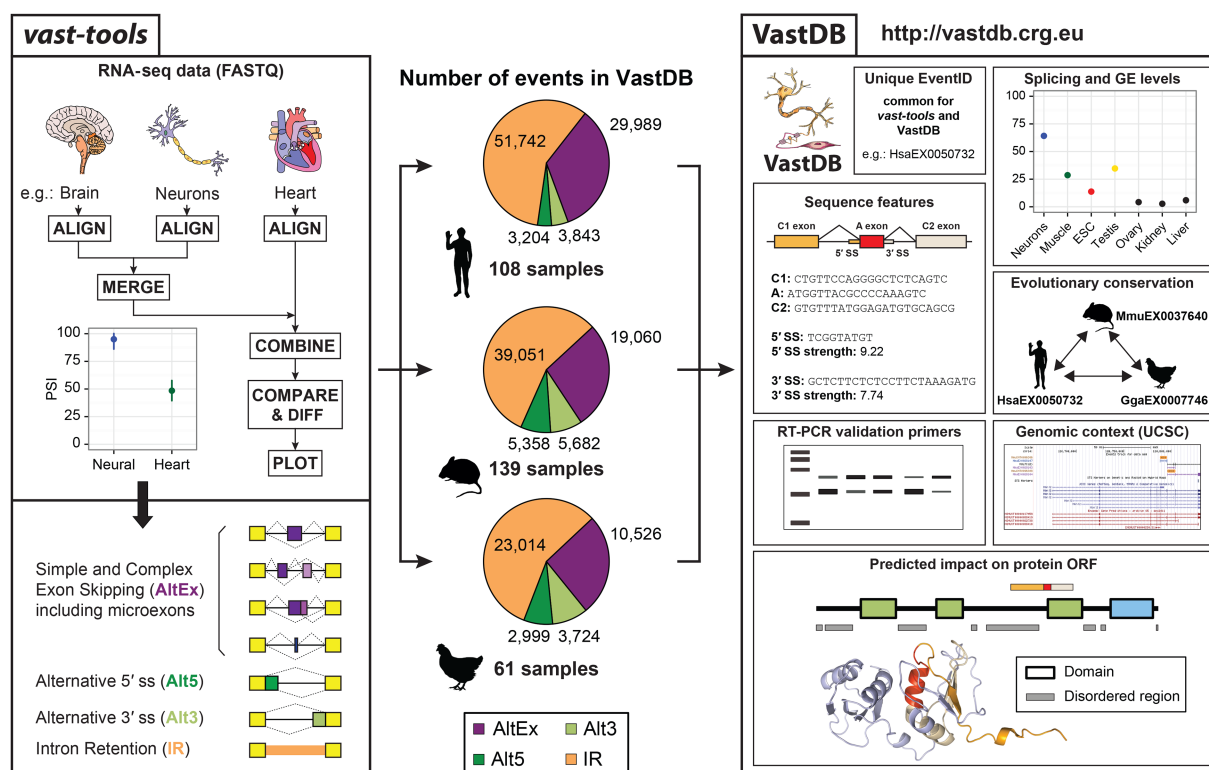 vast-tools
RNA-seq data (FASTQ)
e.g.: Brain
Neurons
Heart
ALIGN
ALIGN
ALIGN
MERGE
COMBINE
COMPARE
& DIFF
PLOT
100
75
50
25
0
PSI
Neural
Heart
Simple and Complex
Exon Skipping (AltEx)
including microexons
Alternative 5′ ss (Alt5)
Alternative 3′ ss (Alt3)
Intron Retention (IR)
Number of events in VastDB
51,742
29,989
3,204
3,843
108 samples
39,051
19,060
5,358
5,682
139 samples
23,014
10,526
2,999
3,724
61 samples
AltEx
Alt3
Alt5
IR
VastDB
http://vastdb.crg.eu
VastDB
Unique EventID
common for
vast-tools and
VastDB
e.g.: HsaEX0050732
Splicing and GE levels
100
75
50
25
0
Neurons
Muscle
ESC
Testis
Ovary
Kidney
Liver
Sequence features
C1 exon
A exon
C2 exon
5′ SS
3′ SS
C1: CTGTTCCAGGGGCTCTCAGTC
A: ATGGTTACGCCCCAAAGTC
C2: GTGTTTATGGAGATGTGCAGCG
5′ SS: TCGGTATGT
5′ SS strength: 9.22
3′ SS: GCTCTTCTCTCCTTCTAAAGATG
3′ SS strength: 7.74
Evolutionary conservation
MmuEX0037640
HsaEX0050732
GgaEX0007746
RT-PCR validation primers
Genomic context (UCSC)
Predicted impact on protein ORF
Domain
Disordered region